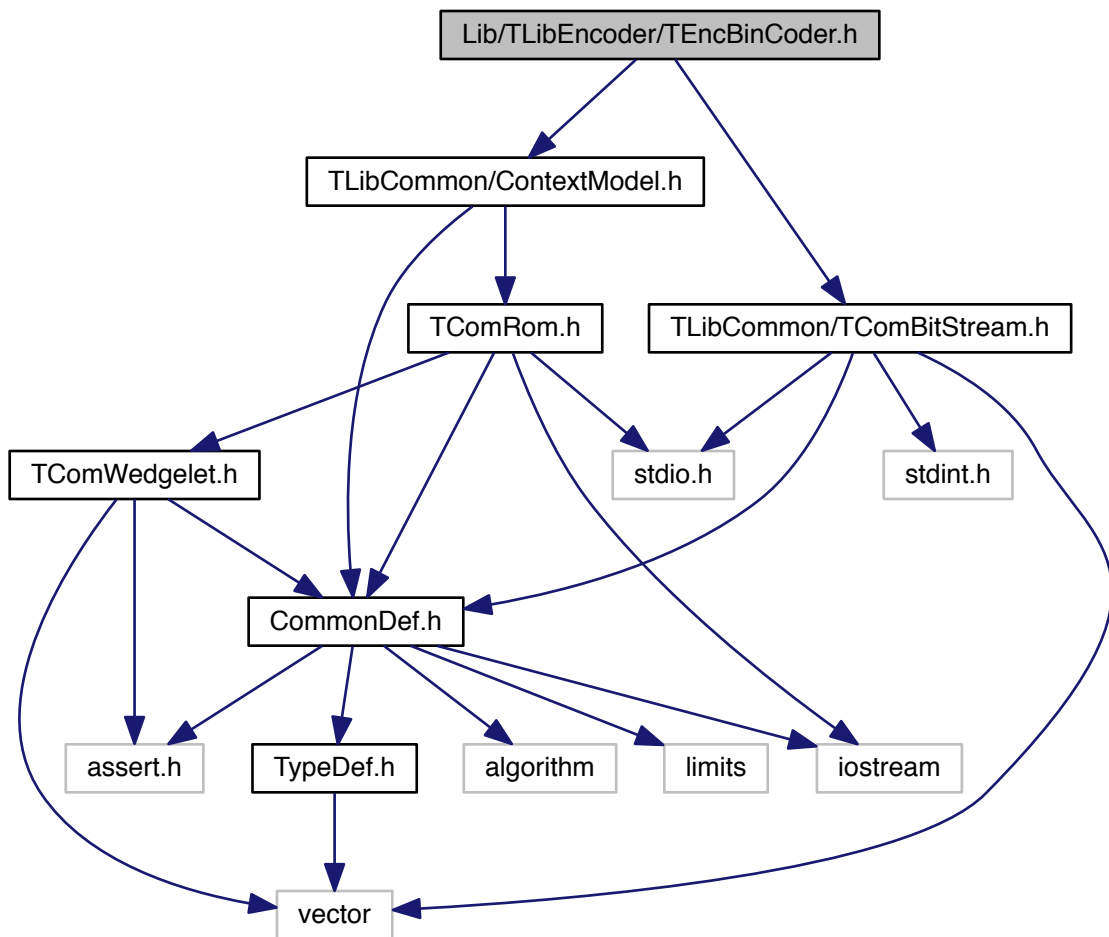 Lib/TLibEncoder/TEncBinCoder.h
TLibCommon/ContextModel.h
TComRom.h
TLibCommon/TComBitStream.h
TComWedgelet.h
stdio.h
stdint.h
CommonDef.h
assert.h
TypeDef.h
algorithm
limits
iostream
vector